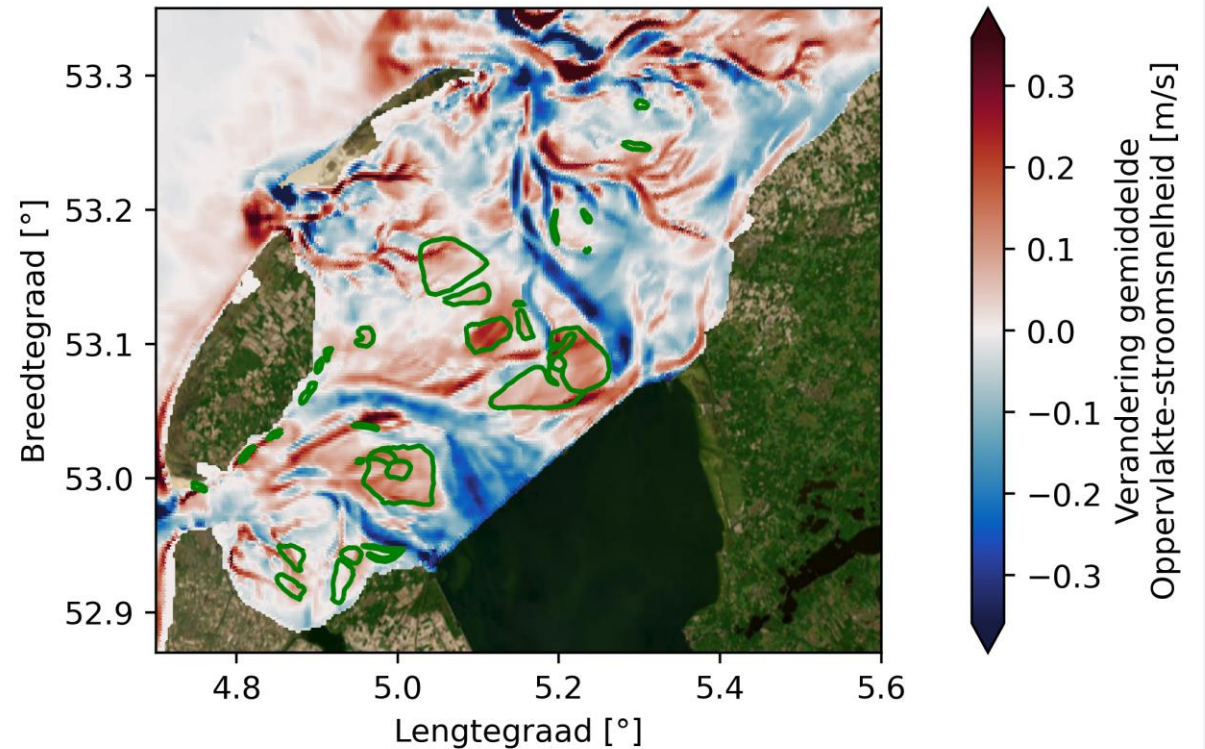 53.3
53.2
53.1
53.0
52.9
Breedtegraad [°]
4.8 5.0 5.2 5.4 5.6
Lengtegraad [°]
0.3
0.2
0.1
0.0
−0.1
−0.2
−0.3
Verandering gemiddelde
Oppervlakte-stroomsnelheid [m/s]